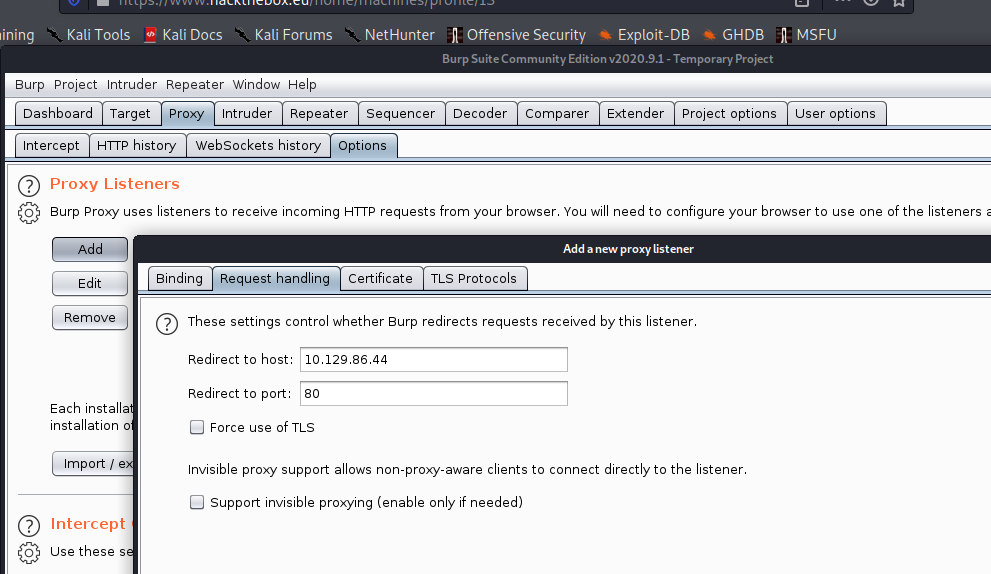 https://www.hackthebox.eu/home/machines/profile/13
ining Kali Tools Kali Docs Kali Forums NetHunter Offensive Security Exploit-DB GHDB MSFU
Burp Suite Community Edition v2020.9.1 - Temporary Project
Burp Project Intruder Repeater Window Help
Dashboard Target Proxy Intruder Repeater Sequencer Decoder Comparer Extender Project options User options
Intercept HTTP history WebSockets history Options
Proxy Listeners
Burp Proxy uses listeners to receive incoming HTTP requests from your browser. You will need to configure your browser to use one of the listeners a
Add
Add a new proxy listener
Edit
Binding Request handling Certificate TLS Protocols
Remove
These settings control whether Burp redirects requests received by this listener.
Redirect to host: 10.129.86.44
Redirect to port: 80
Each installat
installation of
Force use of TLS
Import / ex
Invisible proxy support allows non-proxy-aware clients to connect directly to the listener.
Support invisible proxying (enable only if needed)
Intercept
Use these se